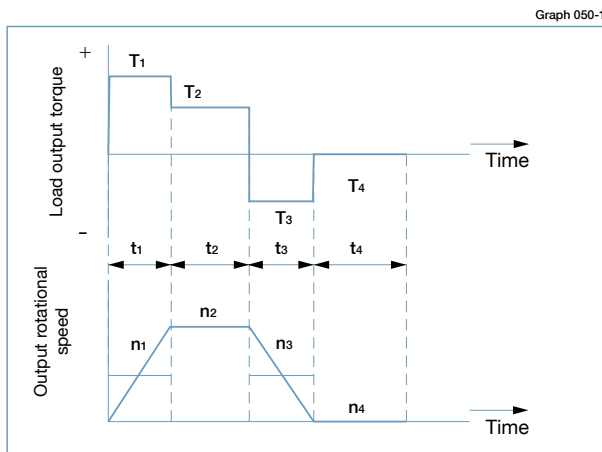 Graph 050-1
+
T1
T2
Load output torque
Time
T4
T3
–
t1 t2 t3 t4
n2
Output rotational
speed
n1
n3
n4
Time